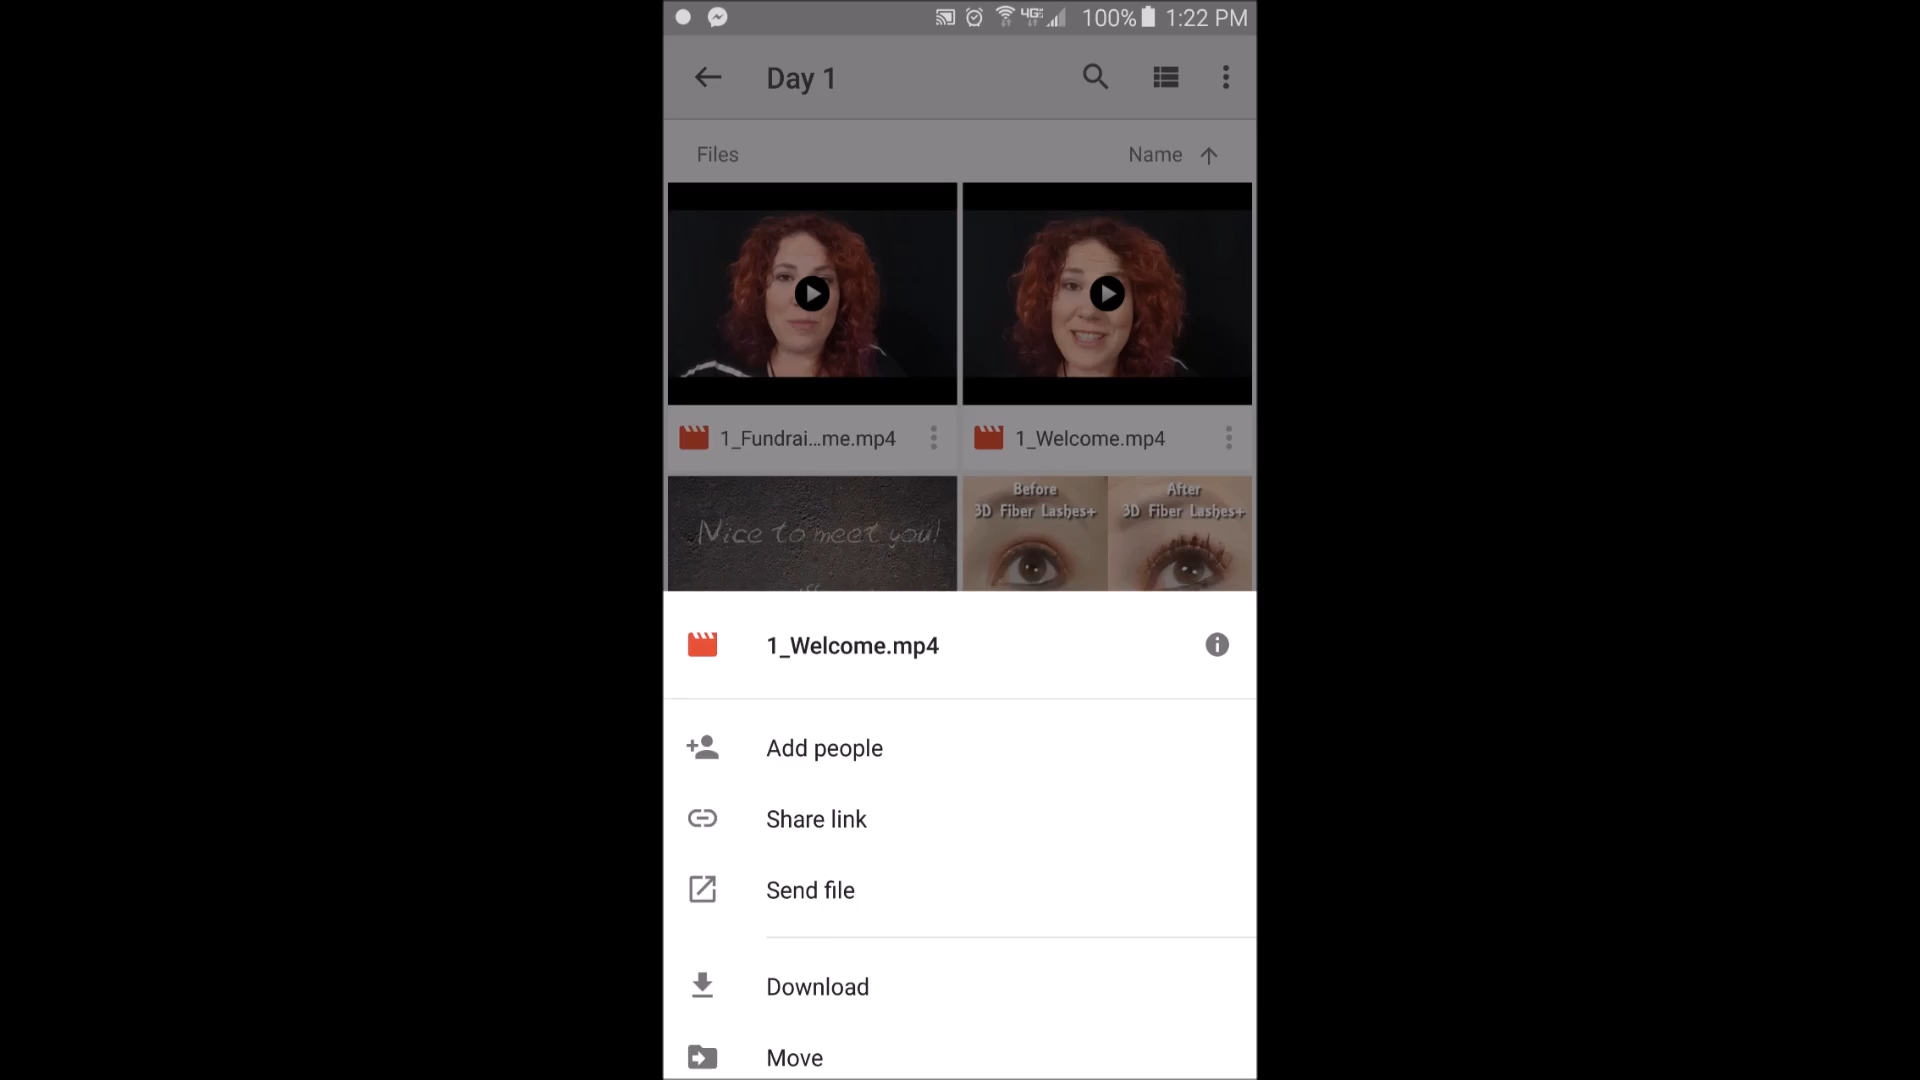 4G 100% 1:22 PM
Day 1
Files Name
1_Fundrai...me.mp4 1_Welcome.mp4
Nice to meet you!
Before After
3D Fiber Lashes+ 3D Fiber Lashes+
1_Welcome.mp4
Add people
Share link
Send file
Download
Move